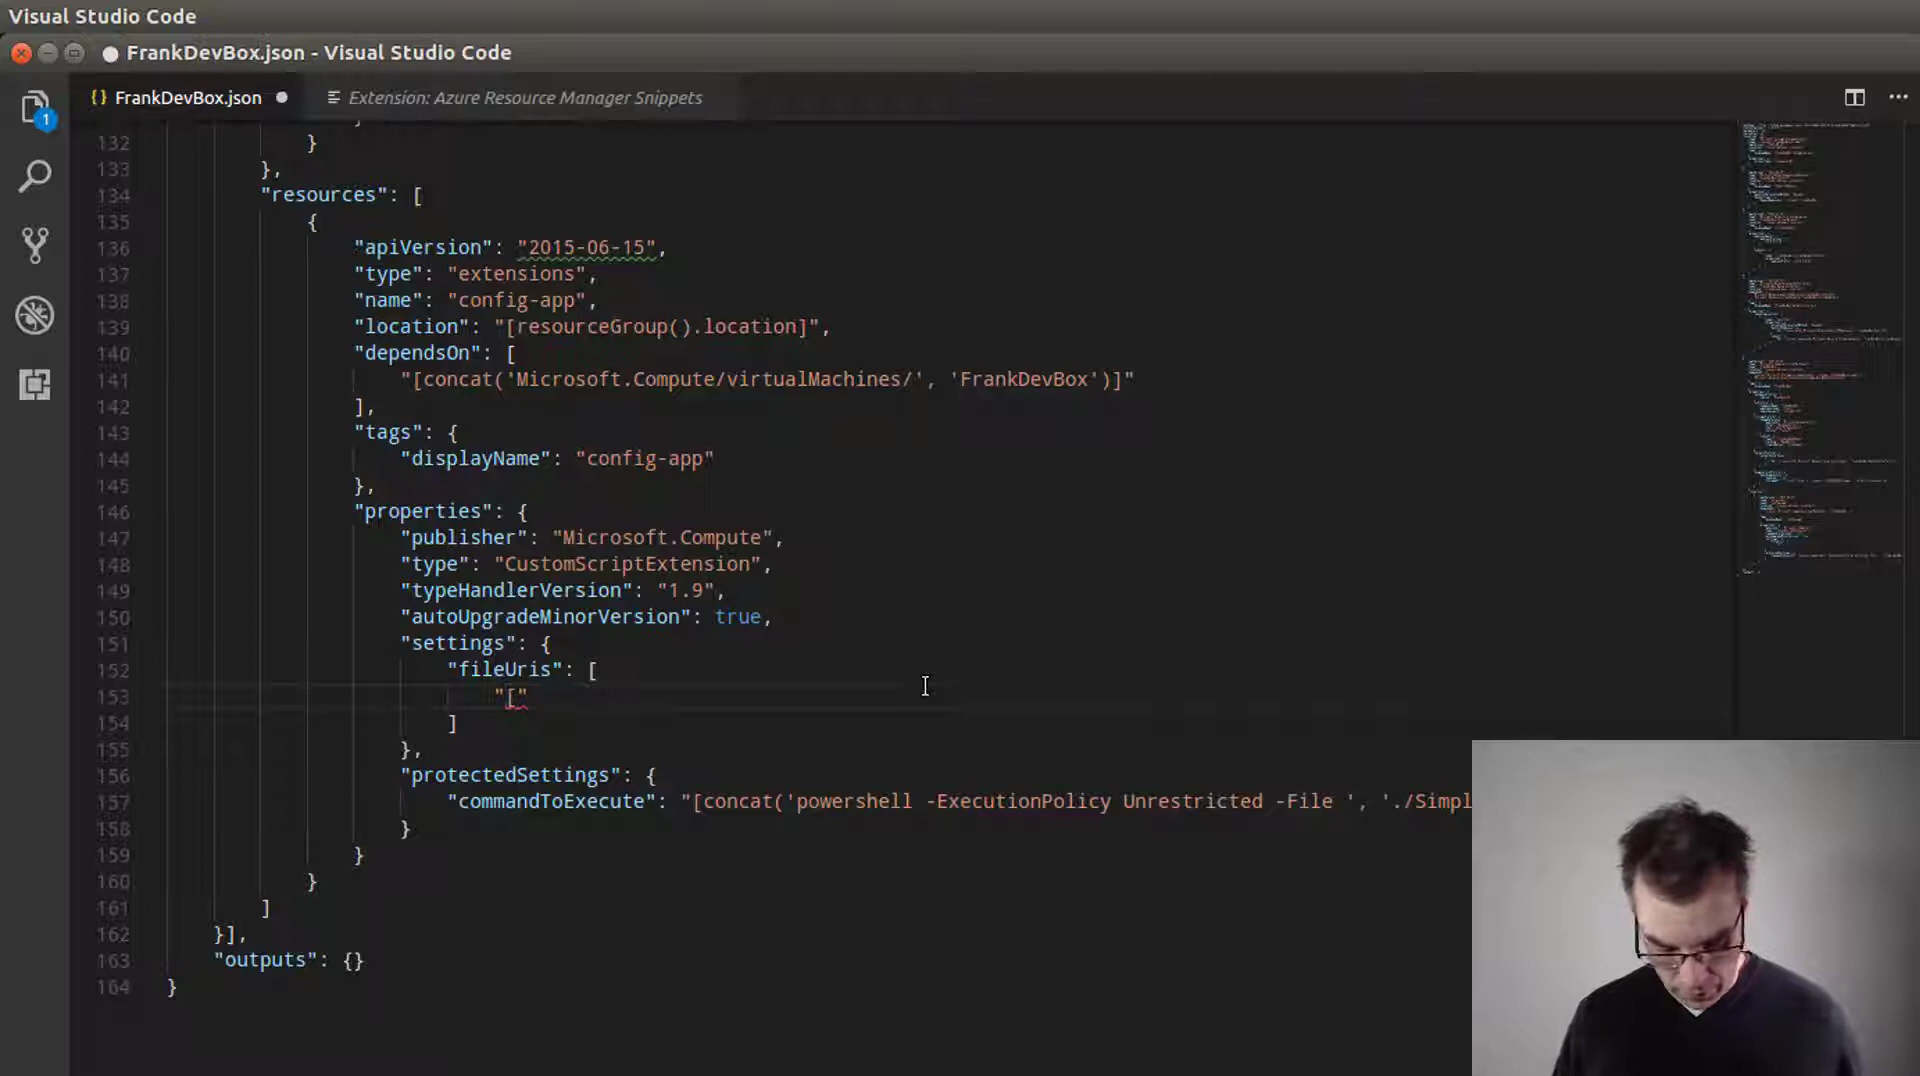 Visual Studio Code
FrankDevBox.json - Visual Studio Code
{} FrankDevBox.json ● Extension: Azure Resource Manager Snippets
1
132 }
133 },
134 "resources": [
135 {
136 "apiVersion": "2015-06-15",
137 "type": "extensions",
138 "name": "config-app",
139 "location": "[resourceGroup().location]",
140 "dependsOn": [
141 "[concat('Microsoft.Compute/virtualMachines/', 'FrankDevBox')]"
142 ],
143 "tags": {
144 "displayName": "config-app"
145 },
146 "properties": {
147 "publisher": "Microsoft.Compute",
148 "type": "CustomScriptExtension",
149 "typeHandlerVersion": "1.9",
150 "autoUpgradeMinorVersion": true,
151 "settings": {
152 "fileUris": [
153 "["
154 ]
155 },
156 "protectedSettings": {
157 "commandToExecute": "[concat('powershell -ExecutionPolicy Unrestricted -File ', './Simpl
158 }
159 }
160 }
161 ]
162 }],
163 "outputs": {}
164 }